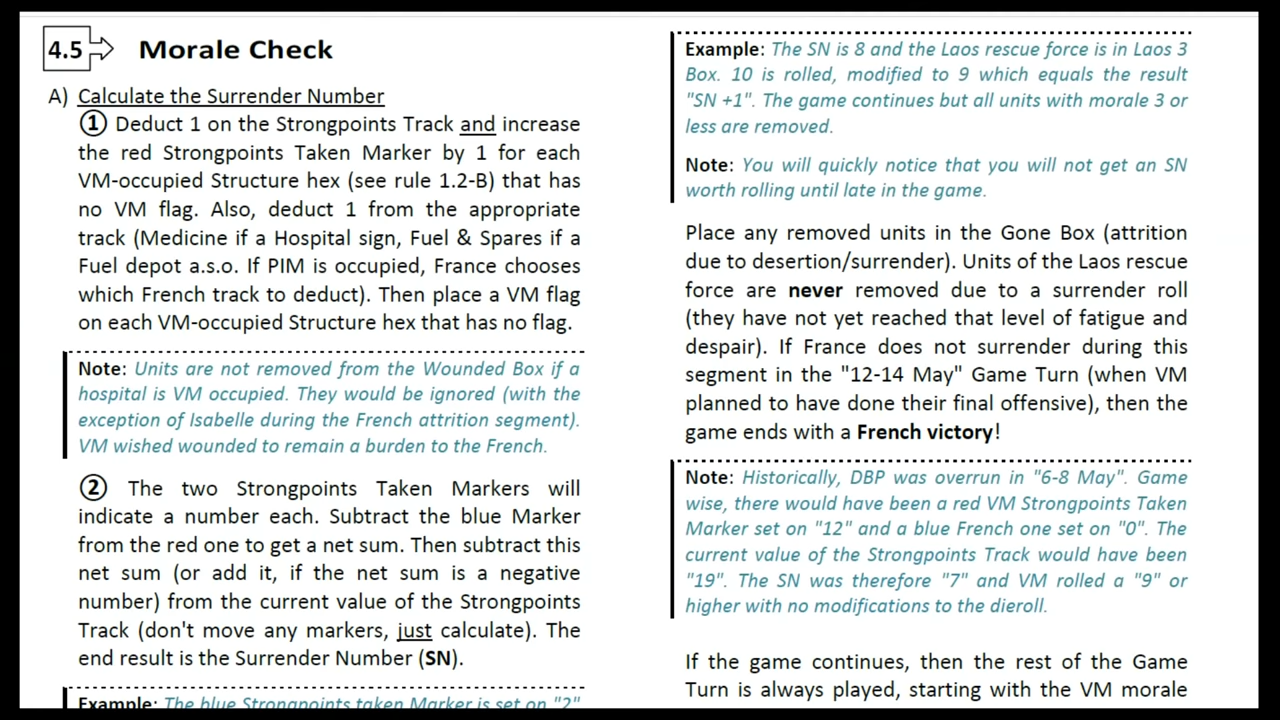 4.5 Morale Check
A) Calculate the Surrender Number
① Deduct 1 on the Strongpoints Track and increase
the red Strongpoints Taken Marker by 1 for each
VM-occupied Structure hex (see rule 1.2-B) that has
no VM flag. Also, deduct 1 from the appropriate
track (Medicine if a Hospital sign, Fuel & Spares if a
Fuel depot a.s.o. If PIM is occupied, France chooses
which French track to deduct). Then place a VM flag
on each VM-occupied Structure hex that has no flag.
Note: Units are not removed from the Wounded Box if a
hospital is VM occupied. They would be ignored (with the
exception of Isabelle during the French attrition segment).
VM wished wounded to remain a burden to the French.
② The two Strongpoints Taken Markers will
indicate a number each. Subtract the blue Marker
from the red one to get a net sum. Then subtract this
net sum (or add it, if the net sum is a negative
number) from the current value of the Strongpoints
Track (don't move any markers, just calculate). The
end result is the Surrender Number (SN).
Example: The blue Strongpoints taken Marker is set on "2"
Example: The SN is 8 and the Laos rescue force is in Laos 3
Box. 10 is rolled, modified to 9 which equals the result
"SN +1". The game continues but all units with morale 3 or
less are removed.
Note: You will quickly notice that you will not get an SN
worth rolling until late in the game.
Place any removed units in the Gone Box (attrition
due to desertion/surrender). Units of the Laos rescue
force are never removed due to a surrender roll
(they have not yet reached that level of fatigue and
despair). If France does not surrender during this
segment in the "12-14 May" Game Turn (when VM
planned to have done their final offensive), then the
game ends with a French victory!
Note: Historically, DBP was overrun in "6-8 May". Game
wise, there would have been a red VM Strongpoints Taken
Marker set on "12" and a blue French one set on "0". The
current value of the Strongpoints Track would have been
"19". The SN was therefore "7" and VM rolled a "9" or
higher with no modifications to the dieroll.
If the game continues, then the rest of the Game
Turn is always played, starting with the VM morale